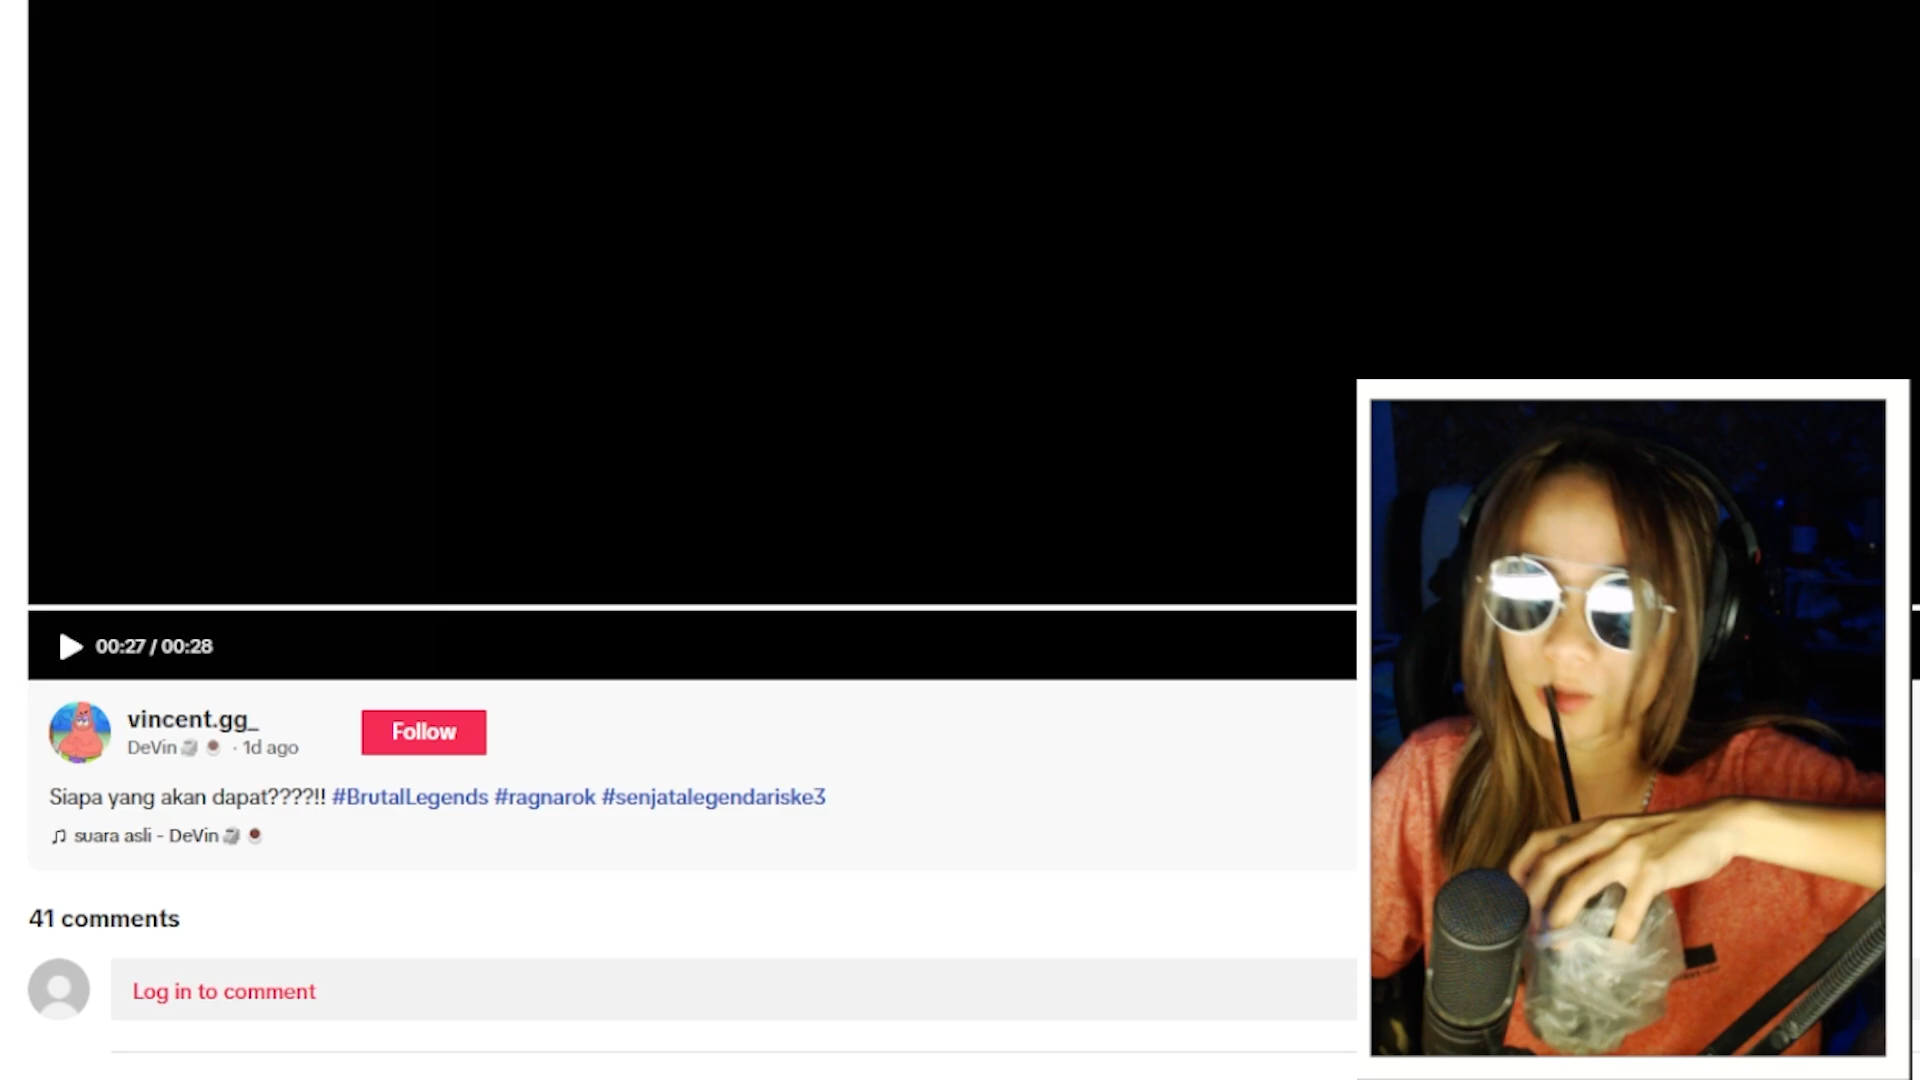 00:27 / 00:28
vincent.gg_
DeVin🗿☕ · 1d ago
Follow
Siapa yang akan dapat????!! #BrutalLegends #ragnarok #senjatalegendariske3
♫ suara asli - DeVin🗿☕
41 comments
Log in to comment